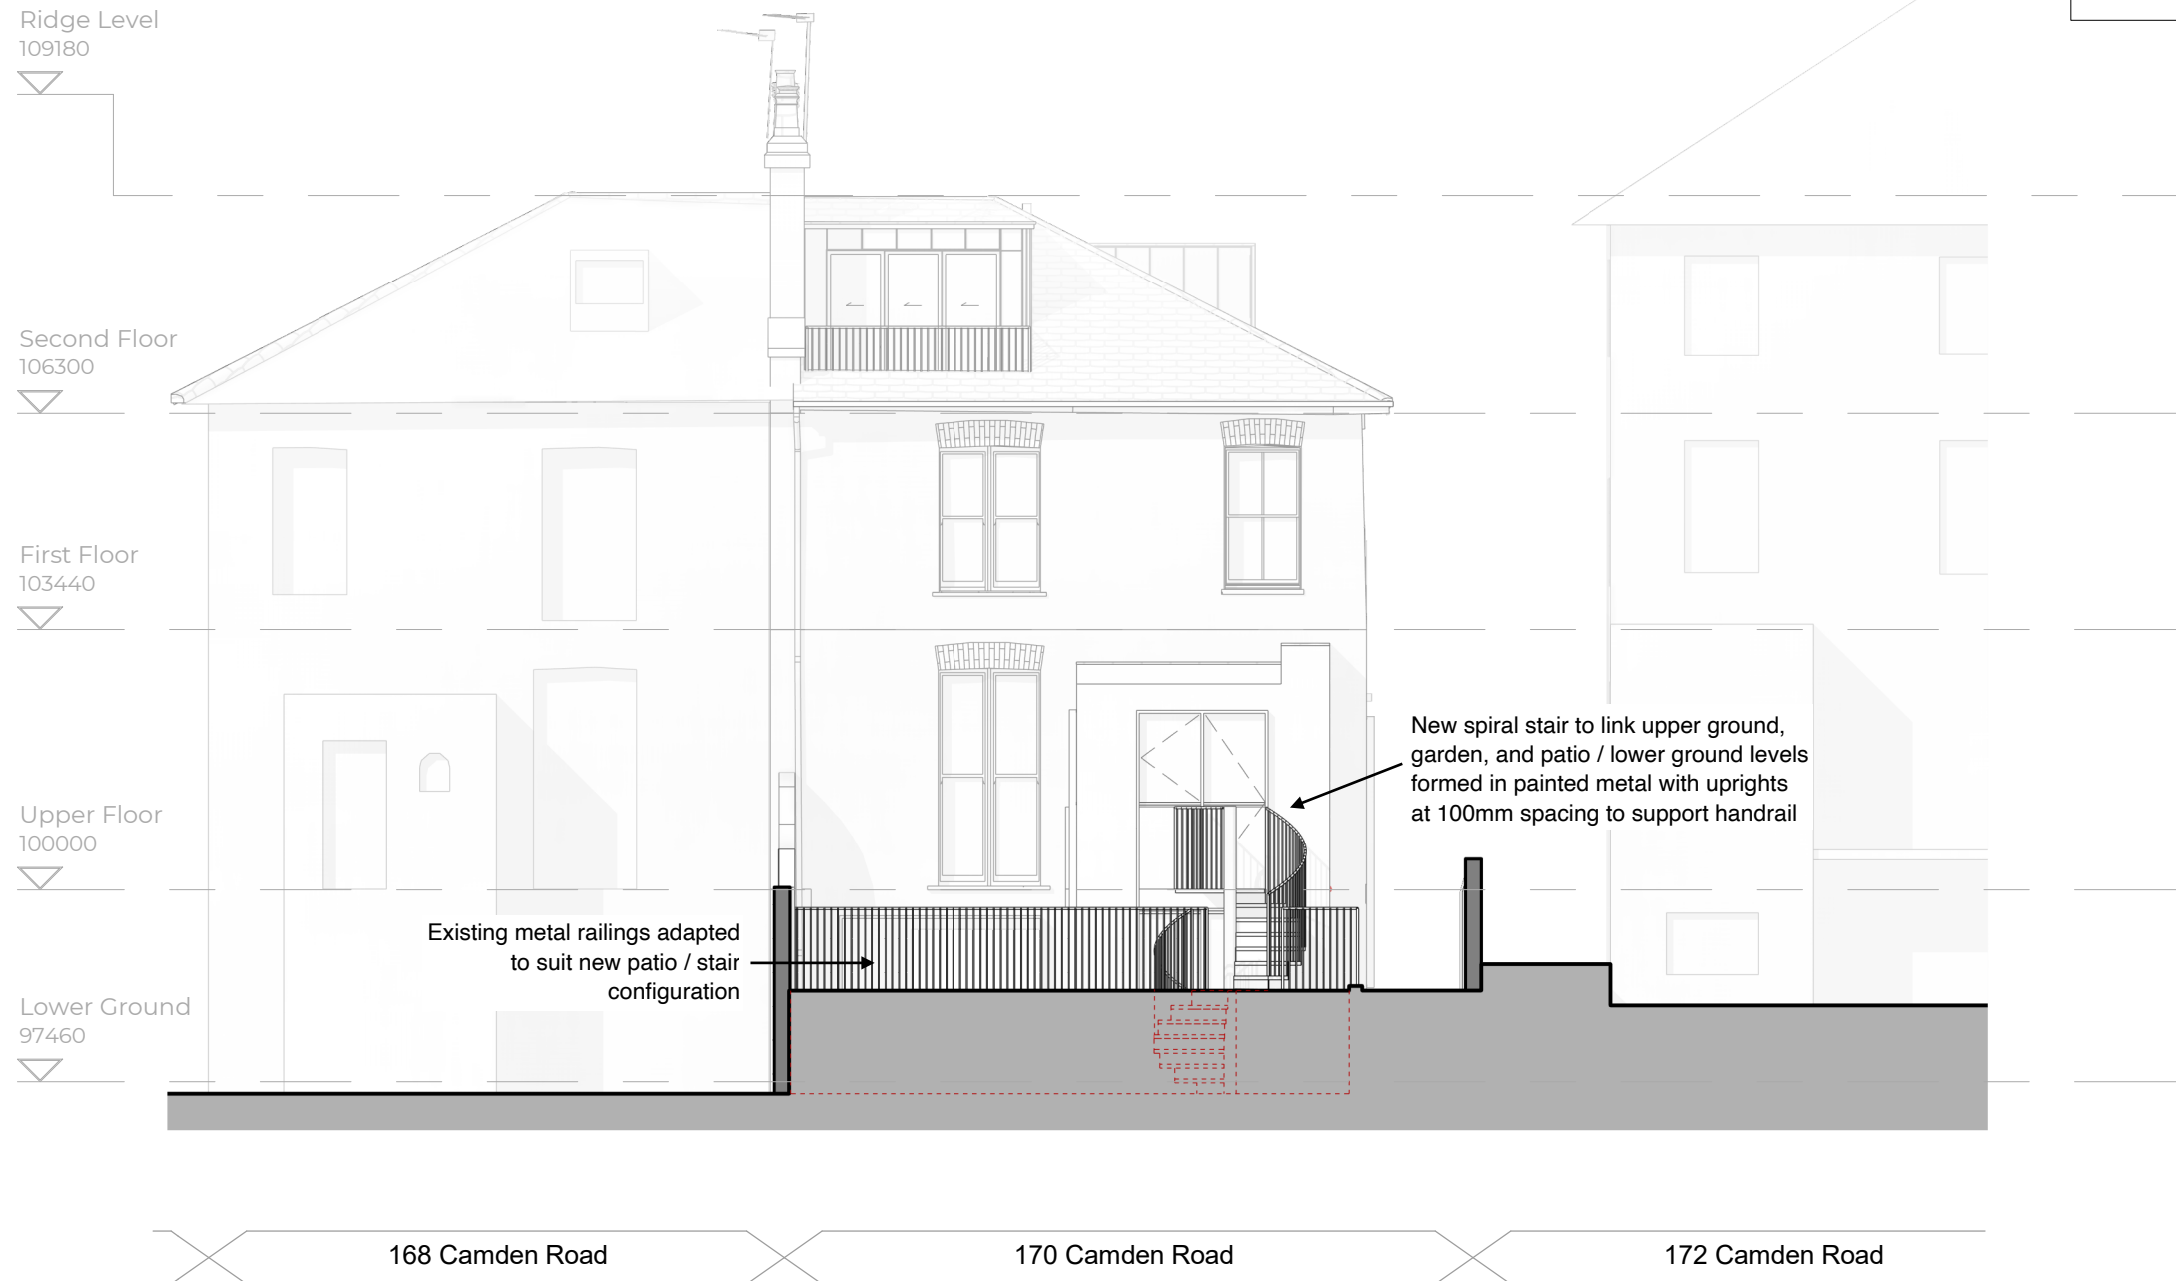 Ridge Level
109180
Second Floor
106300
First Floor
103440
Upper Floor
100000
Lower Ground
97460
New spiral stair to link upper ground,
garden, and patio / lower ground levels
formed in painted metal with uprights
at 100mm spacing to support handrail
Existing metal railings adapted
to suit new patio / stair
configuration
168 Camden Road
170 Camden Road
172 Camden Road